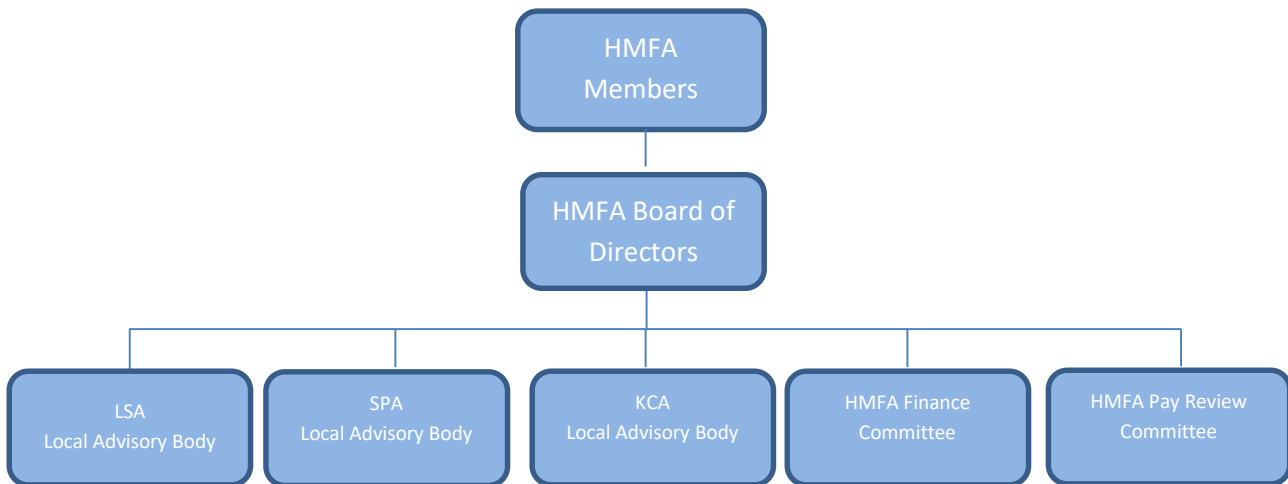 HMFA
Members
HMFA Board of
Directors
LSA
Local Advisory Body
SPA
Local Advisory Body
KCA
Local Advisory Body
HMFA Finance
Committee
HMFA Pay Review
Committee